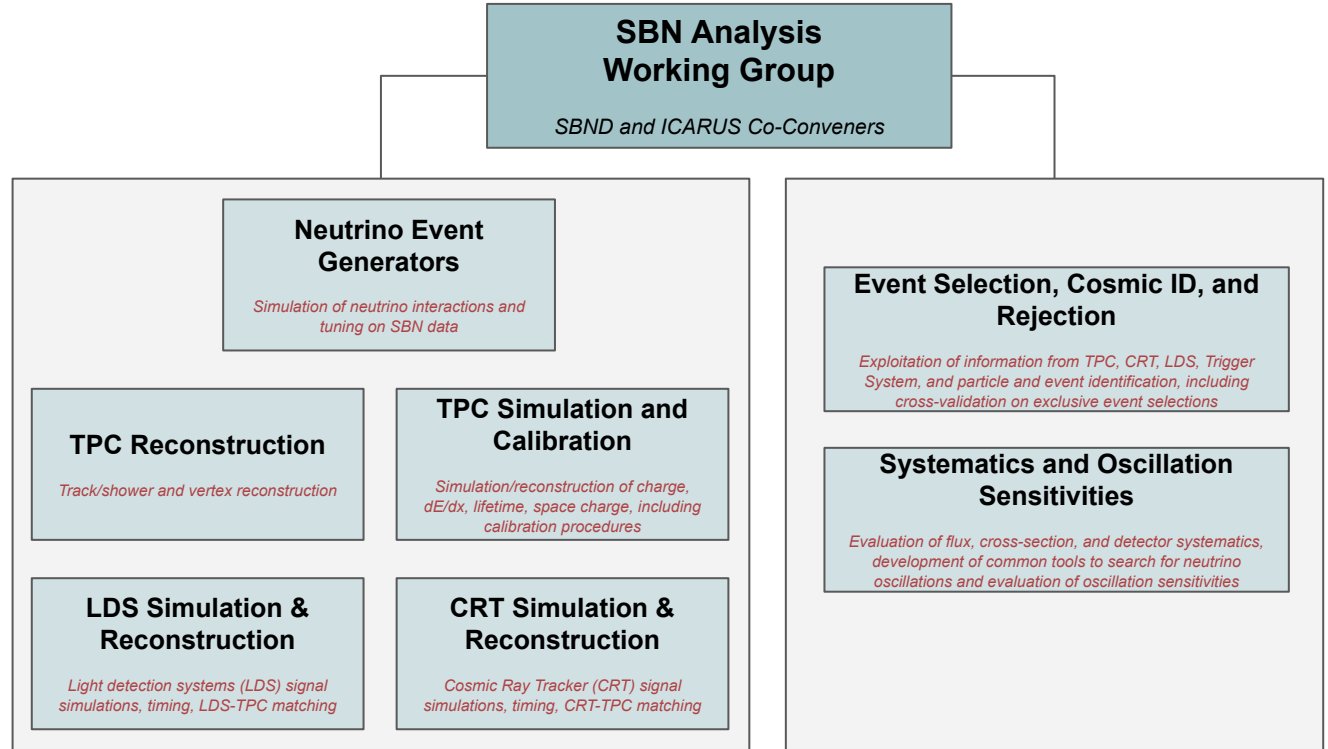 SBN Analysis
Working Group
SBND and ICARUS Co-Conveners
Neutrino Event
Generators
Simulation of neutrino interactions and
tuning on SBN data
TPC Reconstruction
Track/shower and vertex reconstruction
TPC Simulation and
Calibration
Simulation/reconstruction of charge,
dE/dx, lifetime, space charge, including
calibration procedures
LDS Simulation &
Reconstruction
Light detection systems (LDS) signal
simulations, timing, LDS-TPC matching
CRT Simulation &
Reconstruction
Cosmic Ray Tracker (CRT) signal
simulations, timing, CRT-TPC matching
Event Selection, Cosmic ID, and
Rejection
Exploitation of information from TPC, CRT, LDS, Trigger
System, and particle and event identification, including
cross-validation on exclusive event selections
Systematics and Oscillation
Sensitivities
Evaluation of flux, cross-section, and detector systematics,
development of common tools to search for neutrino
oscillations and evaluation of oscillation sensitivities